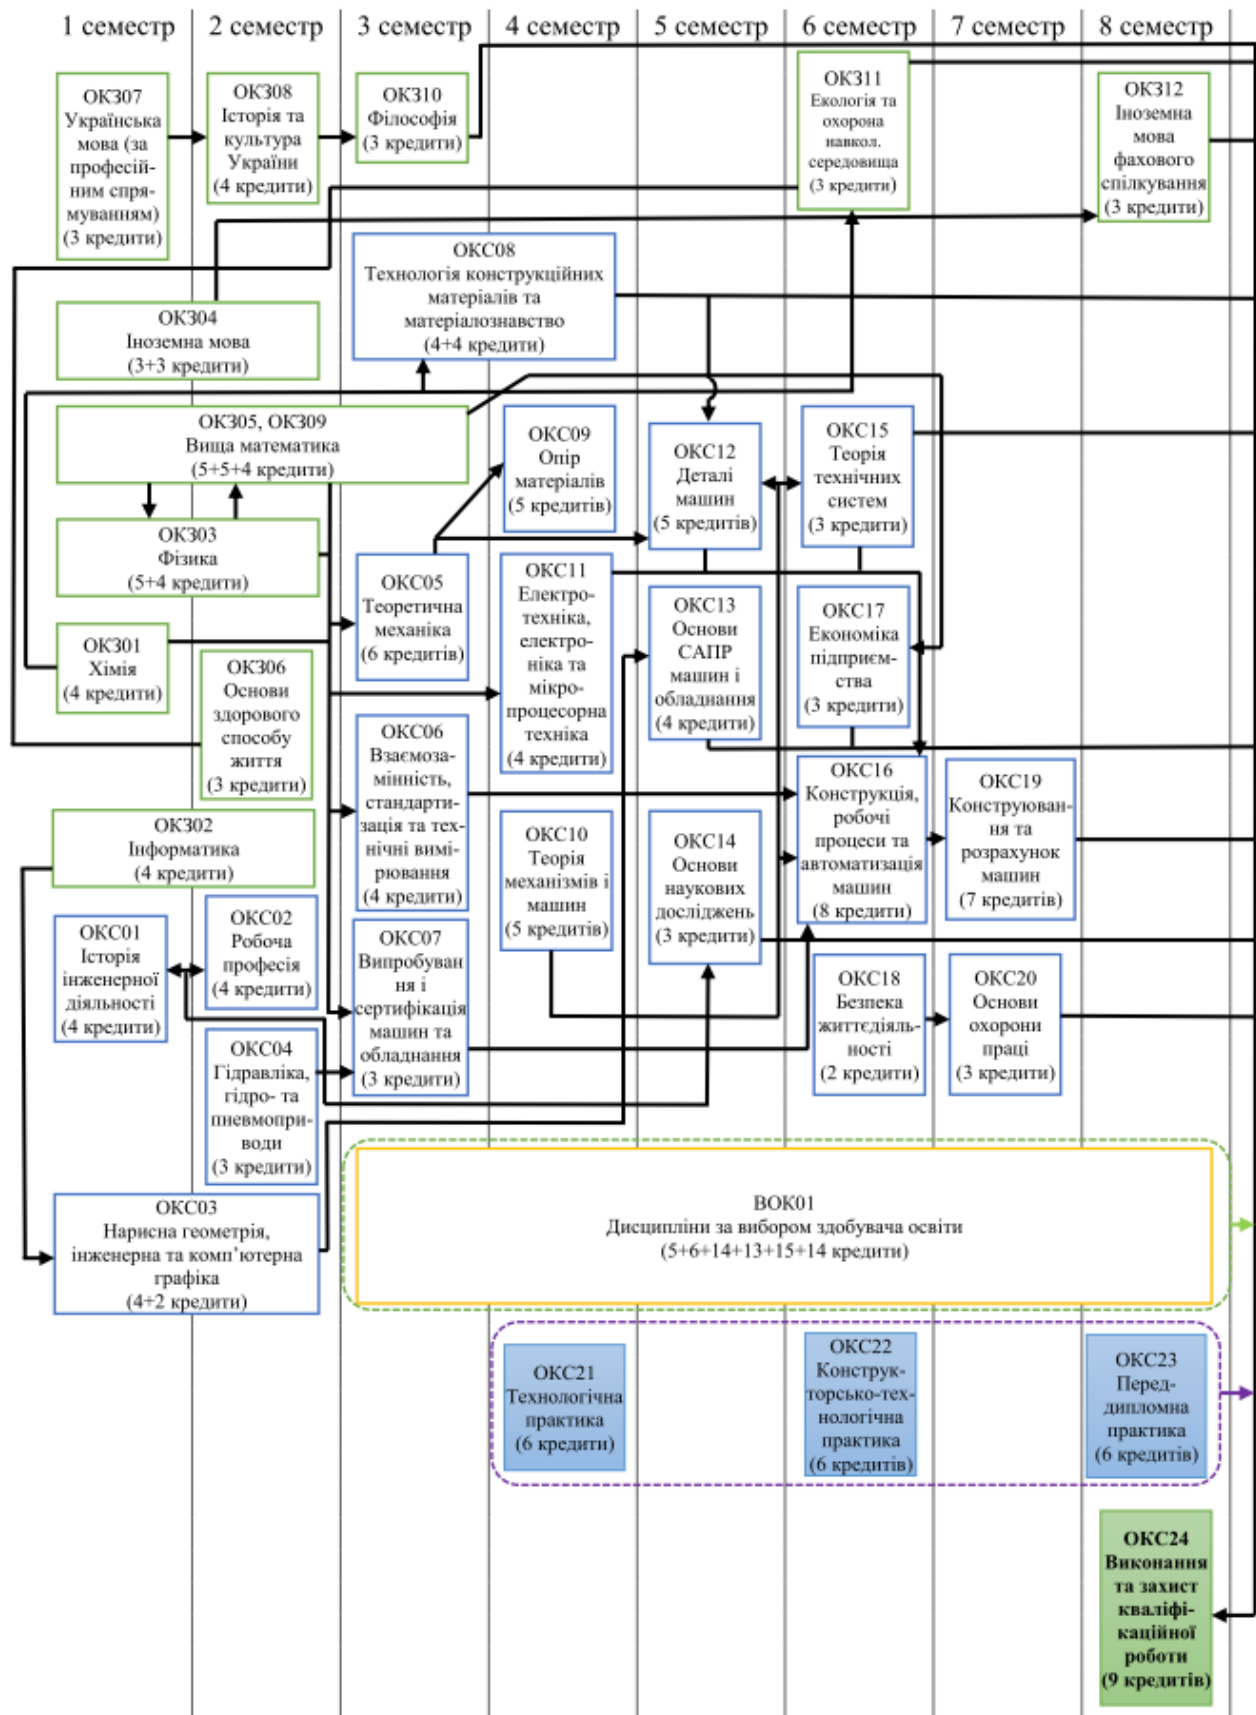 1 семестр
2 семестр
3 семестр
4 семестр
5 семестр
6 семестр
7 семестр
8 семестр
ОКЗ07
Українська
мова (за
професій-
ним спря-
муванням)
(3 кредити)
ОКЗ08
Історія та
культура
України
(4 кредити)
ОКЗ10
Філософія
(3 кредити)
ОКЗ11
Екологія та
охорона
навкол.
середовища
(3 кредити)
ОКЗ12
Іноземна
мова
фахового
спілкування
(3 кредити)
ОКС08
Технологія конструкційних
матеріалів та
матеріалознавство
(4+4 кредити)
ОКЗ04
Іноземна мова
(3+3 кредити)
ОКЗ05, ОКЗ09
Вища математика
(5+5+4 кредити)
ОКС09
Опір
матеріалів
(5 кредитів)
ОКС12
Деталі
машин
(5 кредитів)
ОКС15
Теорія
технічних
систем
(3 кредити)
ОКЗ03
Фізика
(5+4 кредити)
ОКС05
Теоретична
механіка
(6 кредитів)
ОКС11
Електро-
техніка,
електро-
ніка та
мікро-
процесорна
техніка
(4 кредити)
ОКС13
Основи
САПР
машин і
обладнання
(4 кредити)
ОКС17
Економіка
підприєм-
ства
(3 кредити)
ОКЗ01
Хімія
(4 кредити)
ОКЗ06
Основи
здорового
способу
життя
(3 кредити)
ОКС06
Взаємоза-
мінність,
стандарти-
зація та тех-
нічні вимі-
рювання
(4 кредити)
ОКС16
Конструкція,
робочі
процеси та
автоматизація
машин
(8 кредити)
ОКС19
Конструюван-
ня та
розрахунок
машин
(7 кредитів)
ОКЗ02
Інформатика
(4 кредити)
ОКС10
Теорія
механізмів і
машин
(5 кредитів)
ОКС14
Основи
наукових
досліджень
(3 кредити)
ОКС01
Історія
інженерної
діяльності
(4 кредити)
ОКС02
Робоча
професія
(4 кредити)
ОКС07
Випробуван
ня і
сертифікація
машин та
обладнання
(3 кредити)
ОКС18
Безпека
життєдіяль-
ності
(2 кредити)
ОКС20
Основи
охорони
праці
(3 кредити)
ОКС04
Гідравліка,
гідро- та
пневмопри-
води
(3 кредити)
ОКС03
Нарисна геометрія,
інженерна та комп’ютерна
графіка
(4+2 кредити)
ВОК01
Дисципліни за вибором здобувача освіти
(5+6+14+13+15+14 кредити)
ОКС21
Технологічна
практика
(6 кредити)
ОКС22
Конструк-
торсько-тех-
нологічна
практика
(6 кредитів)
ОКС23
Перед-
дипломна
практика
(6 кредитів)
ОКС24
Виконання
та захист
кваліфі-
каційної
роботи
(9 кредитів)